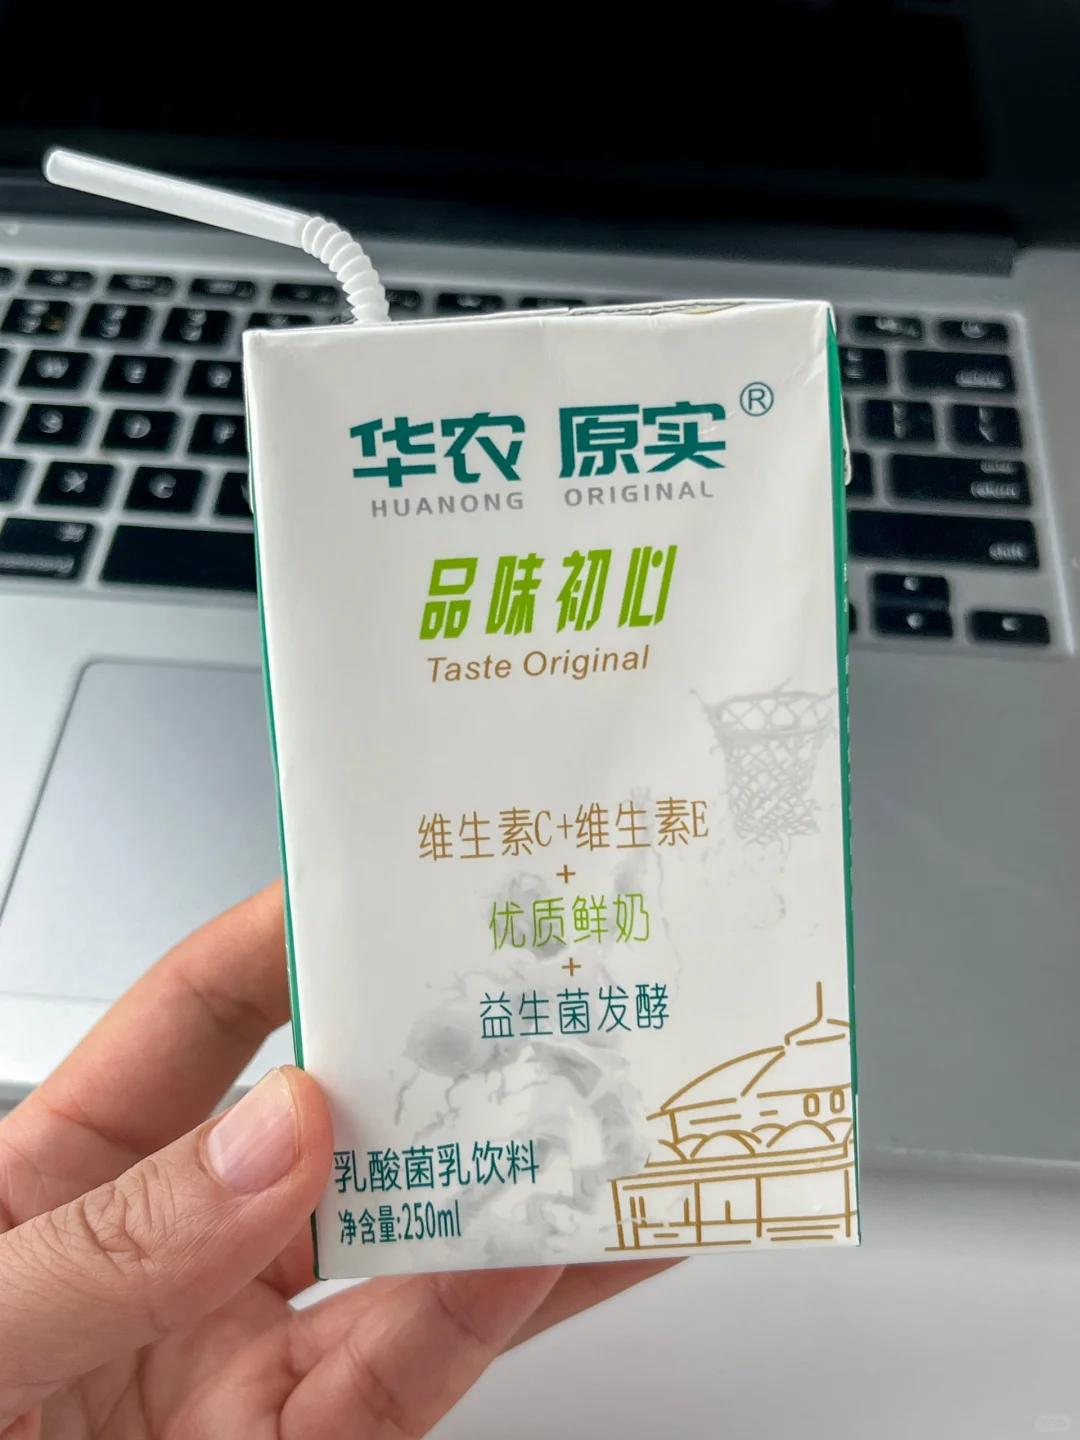 华农 原实®
HUANONG ORIGINAL
品味初心
Taste Original
维生素C+维生素E
+
优质鲜奶
+
益生菌发酵
乳酸菌乳饮料
净含量:250ml